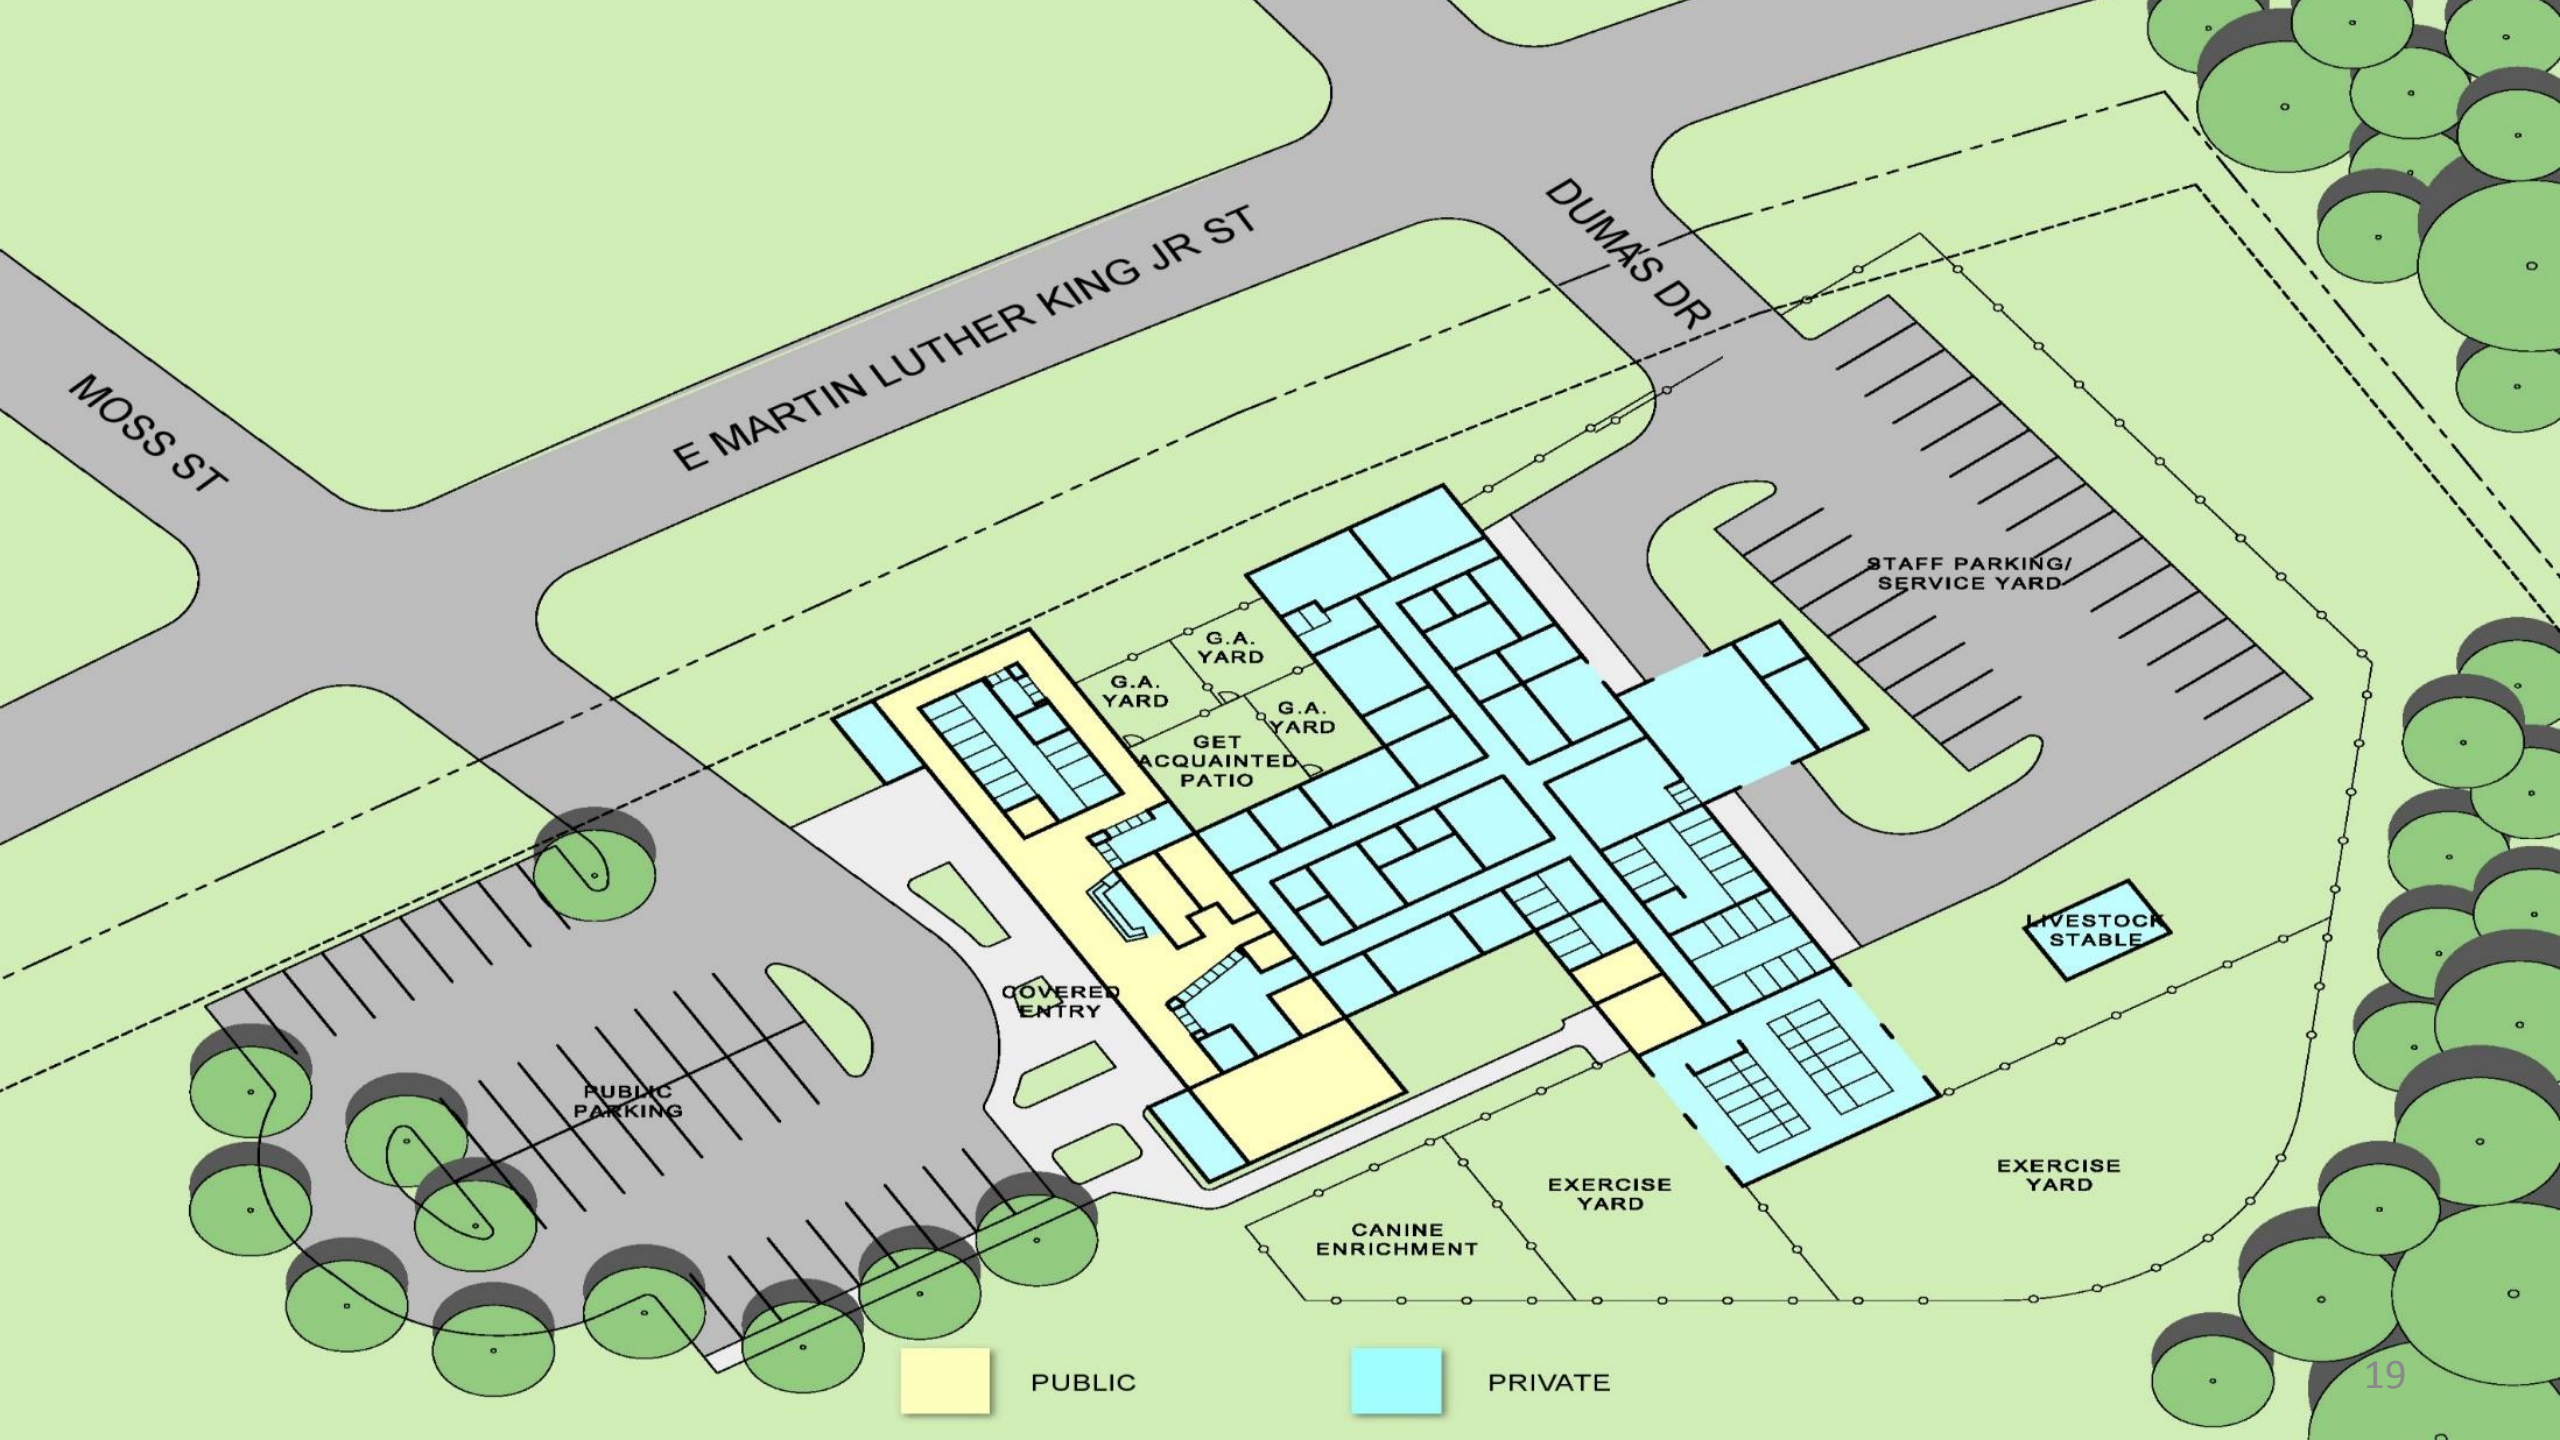 DUMAS DR
E MARTIN LUTHER KING JR ST
MOSS ST
STAFF PARKING/
SERVICE YARD
G.A.
YARD
G.A.
YARD
G.A.
YARD
GET
ACQUAINTED
PATIO
LIVESTOCK
STABLE
COVERED
ENTRY
PUBLIC
PARKING
EXERCISE
YARD
EXERCISE
YARD
CANINE
ENRICHMENT
PUBLIC
PRIVATE
19